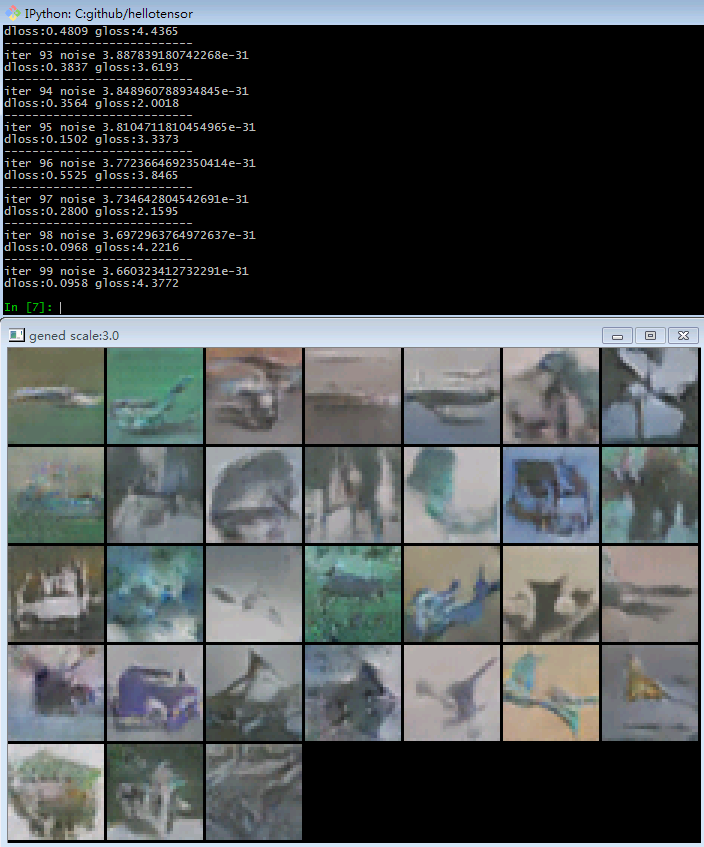 IPython: C:github/hellotensor
dloss:0.4809 gloss:4.4365
---------------------------
iter 93 noise 3.887839180742268e-31
dloss:0.3837 gloss:3.6193
---------------------------
iter 94 noise 3.848960788934845e-31
dloss:0.3564 gloss:2.0018
---------------------------
iter 95 noise 3.8104711810454965e-31
dloss:0.1502 gloss:3.3373
---------------------------
iter 96 noise 3.7723664692350414e-31
dloss:0.5525 gloss:3.8465
---------------------------
iter 97 noise 3.734642804542691e-31
dloss:0.2800 gloss:2.1595
---------------------------
iter 98 noise 3.6972963764972637e-31
dloss:0.0968 gloss:4.2216
---------------------------
iter 99 noise 3.660323412732291e-31
dloss:0.0958 gloss:4.3772
In [7]:
gened scale:3.0